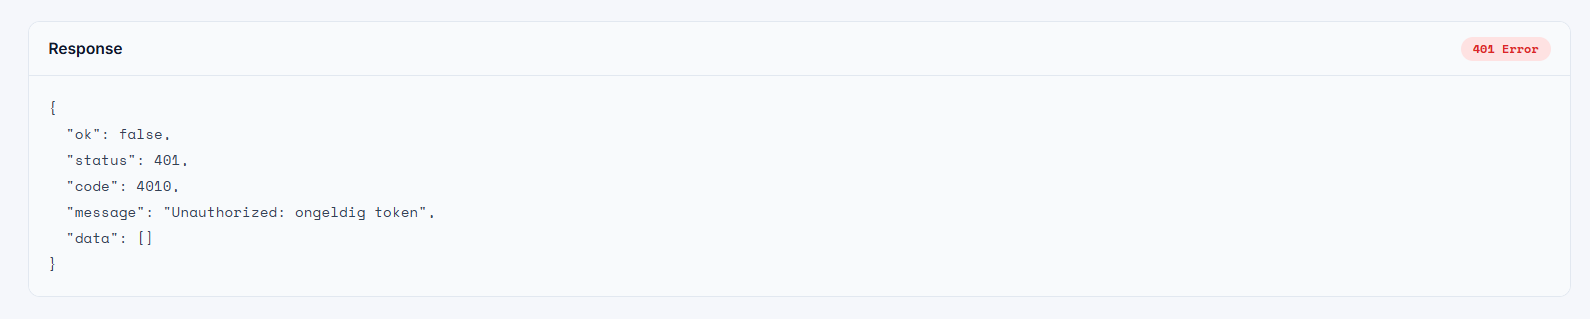 Response
401 Error
{
"ok": false,
"status": 401,
"code": 4010,
"message": "Unauthorized: ongeldig token",
"data": []
}